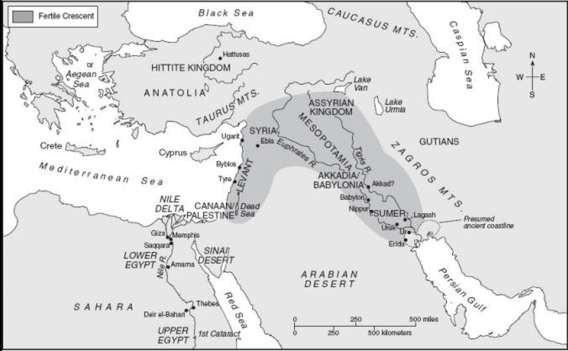 Fertile Crescent
Black Sea
CAUCASUS MTS.
Caspian Sea
Hattusas
HITTITE KINGDOM
or
Aegean
Sea
ANATOLIA
TAURUS MTS.
Lake
Van
Lake
Urmia
N
W
E
S
ASSYRIAN
KINGDOM
GUTIANS
Crete
Cyprus
Ugarit
SYRIA
Ebla
Euphrates R.
MESOPOTAMIA
Tigris R.
ZAGROS MTS.
Mediterranean Sea
Byblos
Tyre
LEVANT
AKKADIA/
BABYLONIA
Akkad?
Babylon
Nippur
SUMER
Lagash
Uruk
Ur
Eridu
Presumed
ancient coastline
NILE
DELTA
CANAAN/
PALESTINE
Dead
Sea
Giza
Memphis
Saqqara
LOWER
EGYPT
Nile R.
Amarna
SINAI
DESERT
ARABIAN
DESERT
Persian Gulf
SAHARA
Thebes
Deir el-Bahari
Red Sea
UPPER
EGYPT
1st Cataract
0
250
500 miles
0
250
500 kilometers